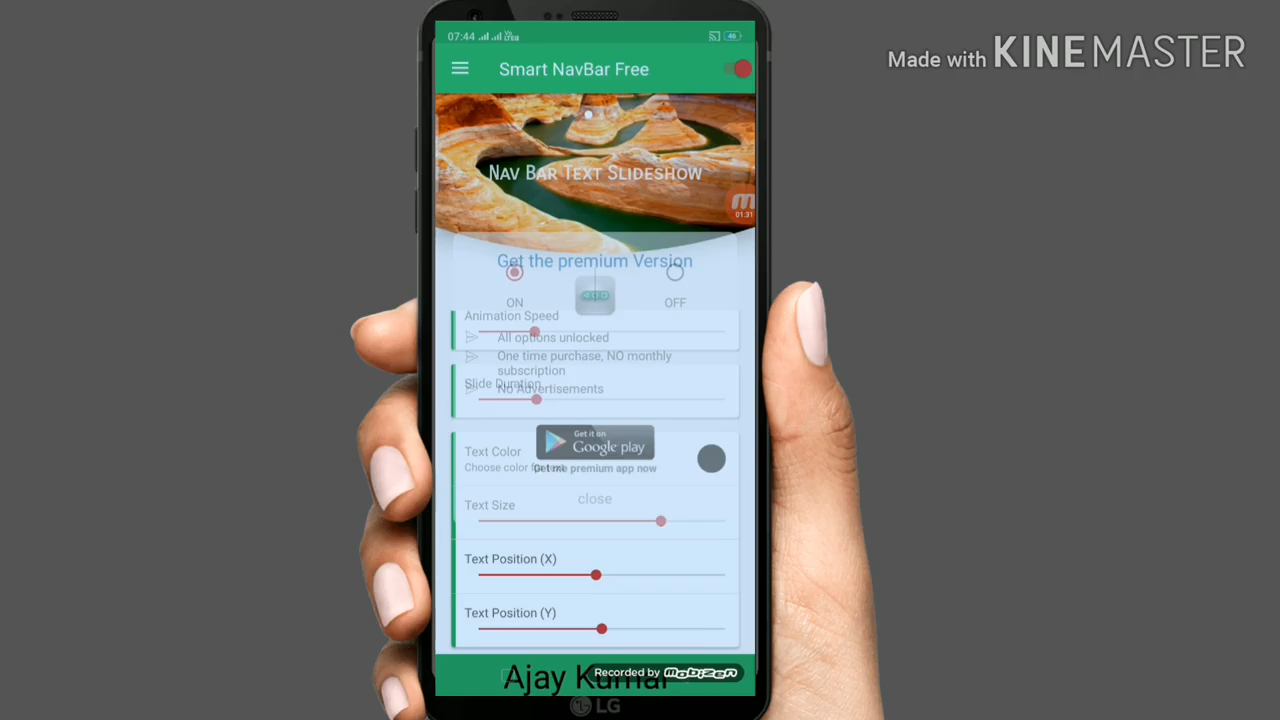 Made with KINEMASTER
07:44
46
Smart NavBar Free
NAV BAR TEXT SLIDESHOW
01:31
Get the premium Version
ON
OFF
Animation Speed
All options unlocked
One time purchase, NO monthly
subscription
Slide Duration
No Advertisements
Get it on
Google play
Text Color
Choose color for text
Get the premium app now
close
Text Size
Text Position (X)
Text Position (Y)
Ajay Kumar
Recorded by mobizen
LG